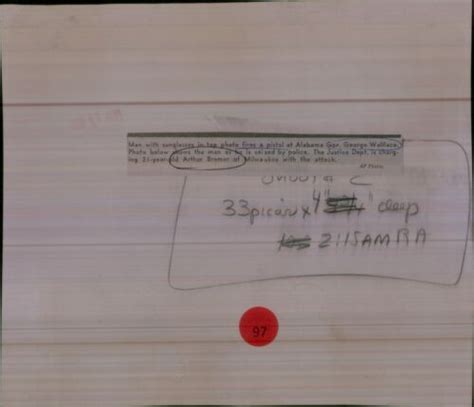 Man with sunglasses in top photo fires a pistol at Alabama Gov. George Wallace.
Photo below shows the man as he is seized by police. The Justice Dept. is charg-
ing 21-year-old Arthur Bremer of Milwaukee with the attack.
AP Photo
33picas x 4" deep
2:115AMRA
97